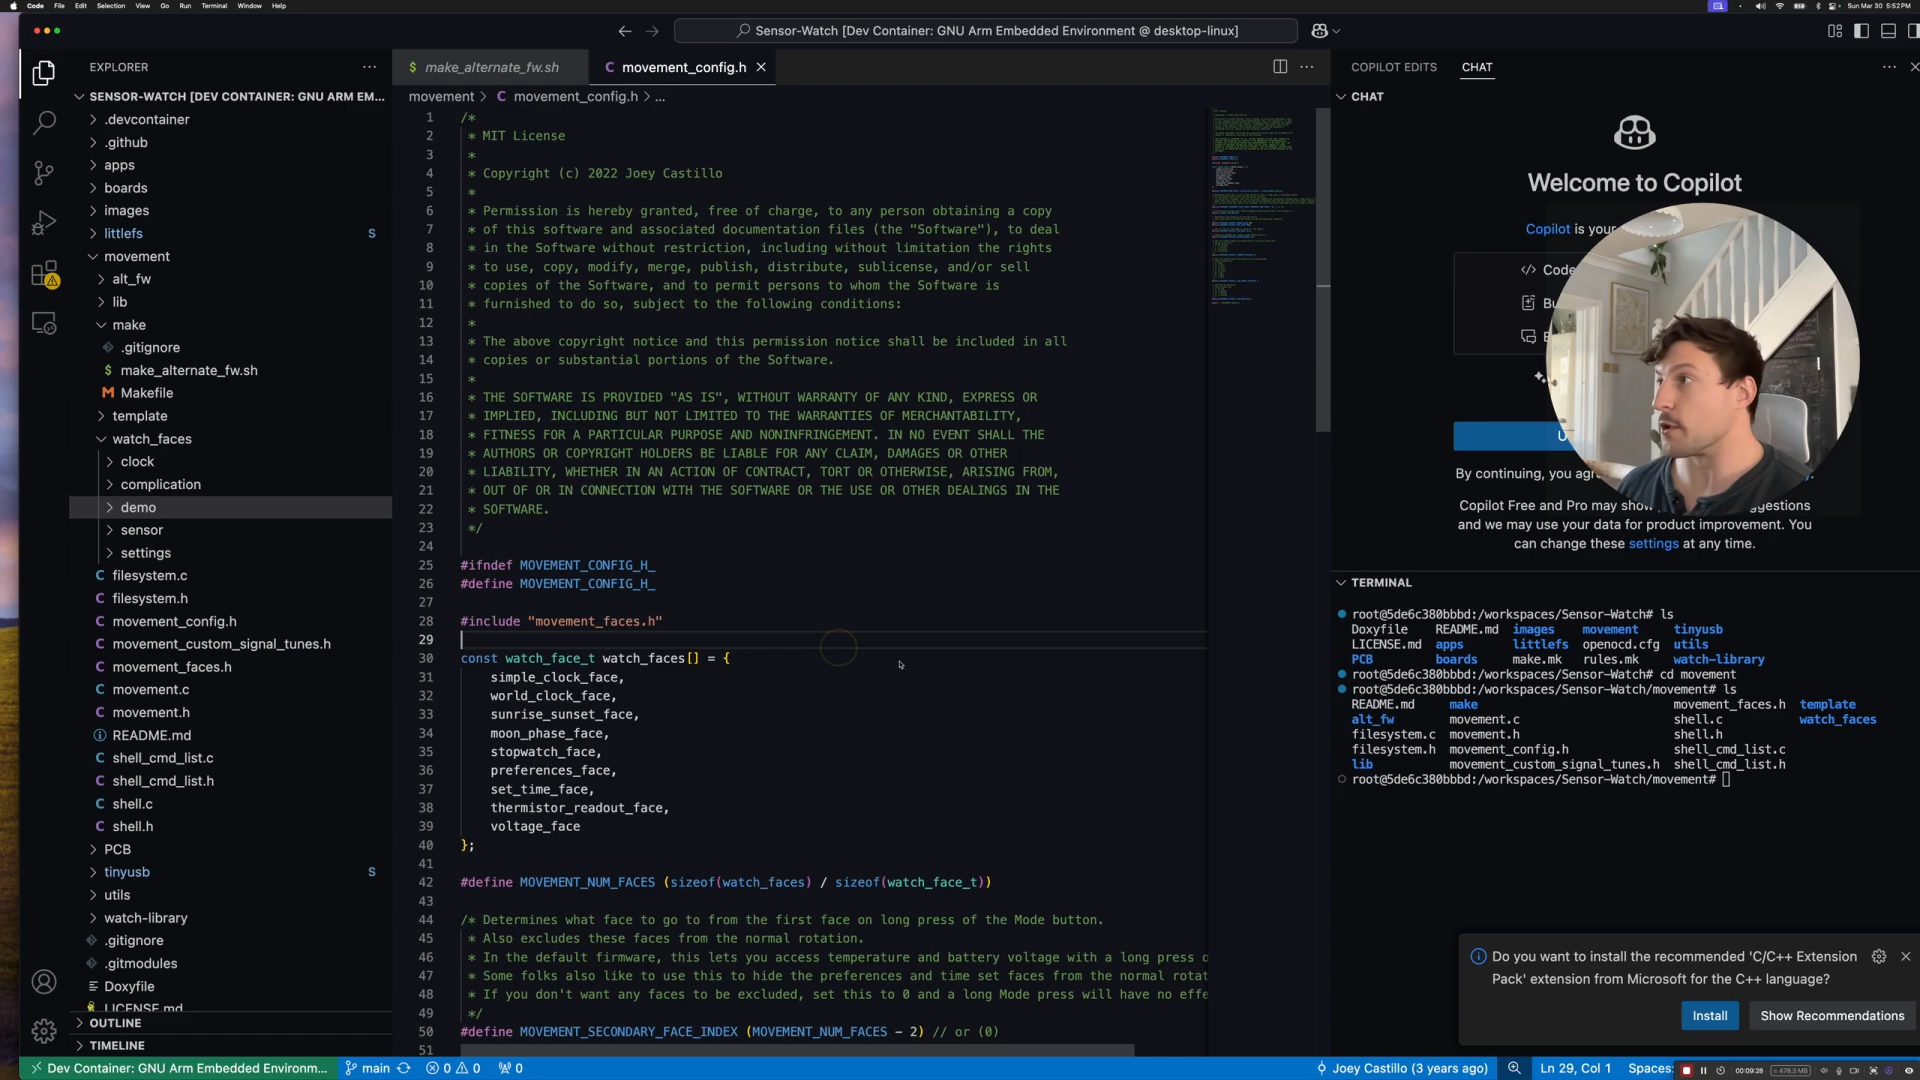 Code File Edit Selection View Go Run Terminal Window Help
Sun Mar 30 5:52 PM
Sensor-Watch [Dev Container: GNU Arm Embedded Environment @ desktop-linux]
EXPLORER
SENSOR-WATCH [DEV CONTAINER: GNU ARM EM...
.devcontainer
.github
apps
boards
images
littlefs S
movement
alt_fw
lib
make
.gitignore
$ make_alternate_fw.sh
M Makefile
template
watch_faces
clock
complication
demo
sensor
settings
C filesystem.c
C filesystem.h
C movement_config.h
C movement_custom_signal_tunes.h
C movement_faces.h
C movement.c
C movement.h
README.md
C shell_cmd_list.c
C shell_cmd_list.h
C shell.c
C shell.h
PCB
tinyusb S
utils
watch-library
.gitignore
.gitmodules
Doxyfile
LICENSE.md
OUTLINE
TIMELINE
$ make_alternate_fw.sh
C movement_config.h
movement > C movement_config.h > ...
1 /*
2 * MIT License
3 *
4 * Copyright (c) 2022 Joey Castillo
5 *
6 * Permission is hereby granted, free of charge, to any person obtaining a copy
7 * of this software and associated documentation files (the "Software"), to deal
8 * in the Software without restriction, including without limitation the rights
9 * to use, copy, modify, merge, publish, distribute, sublicense, and/or sell
10 * copies of the Software, and to permit persons to whom the Software is
11 * furnished to do so, subject to the following conditions:
12 *
13 * The above copyright notice and this permission notice shall be included in all
14 * copies or substantial portions of the Software.
15 *
16 * THE SOFTWARE IS PROVIDED "AS IS", WITHOUT WARRANTY OF ANY KIND, EXPRESS OR
17 * IMPLIED, INCLUDING BUT NOT LIMITED TO THE WARRANTIES OF MERCHANTABILITY,
18 * FITNESS FOR A PARTICULAR PURPOSE AND NONINFRINGEMENT. IN NO EVENT SHALL THE
19 * AUTHORS OR COPYRIGHT HOLDERS BE LIABLE FOR ANY CLAIM, DAMAGES OR OTHER
20 * LIABILITY, WHETHER IN AN ACTION OF CONTRACT, TORT OR OTHERWISE, ARISING FROM,
21 * OUT OF OR IN CONNECTION WITH THE SOFTWARE OR THE USE OR OTHER DEALINGS IN THE
22 * SOFTWARE.
23 */
24
25 #ifndef MOVEMENT_CONFIG_H_
26 #define MOVEMENT_CONFIG_H_
27
28 #include "movement_faces.h"
29
30 const watch_face_t watch_faces[] = {
31 simple_clock_face,
32 world_clock_face,
33 sunrise_sunset_face,
34 moon_phase_face,
35 stopwatch_face,
36 preferences_face,
37 set_time_face,
38 thermistor_readout_face,
39 voltage_face
40 };
41
42 #define MOVEMENT_NUM_FACES (sizeof(watch_faces) / sizeof(watch_face_t))
43
44 /* Determines what face to go to from the first face on long press of the Mode button.
45 * Also excludes these faces from the normal rotation.
46 * In the default firmware, this lets you access temperature and battery voltage with a long press o
47 * Some folks also like to use this to hide the preferences and time set faces from the normal rotat
48 * If you don't want any faces to be excluded, set this to 0 and a long Mode press will have no effe
49 */
50 #define MOVEMENT_SECONDARY_FACE_INDEX (MOVEMENT_NUM_FACES - 2) // or (0)
51
COPILOT EDITS CHAT
CHAT
Welcome to Copilot
Copilot is your
Code
By continuing, you
Copilot Free and Pro may show
and we may use your data for product improvement. You
can change these settings at any time.
TERMINAL
root@5de6c380bbbd:/workspaces/Sensor-Watch# ls
Doxyfile README.md images movement tinyusb
LICENSE.md apps littlefs openocd.cfg utils
PCB boards make.mk rules.mk watch-library
root@5de6c380bbbd:/workspaces/Sensor-Watch# cd movement
root@5de6c380bbbd:/workspaces/Sensor-Watch/movement# ls
README.md make movement_faces.h template
alt_fw movement.c shell.c watch_faces
filesystem.c movement.h shell.h
filesystem.h movement_config.h shell_cmd_list.c
lib movement_custom_signal_tunes.h shell_cmd_list.h
root@5de6c380bbbd:/workspaces/Sensor-Watch/movement#
Do you want to install the recommended 'C/C++ Extension
Pack' extension from Microsoft for the C++ language?
Install Show Recommendations
Dev Container: GNU Arm Embedded Environm... main 0 0 0 Joey Castillo (3 years ago) Ln 29, Col 1 Spaces: 00:09:28 478.3 MB